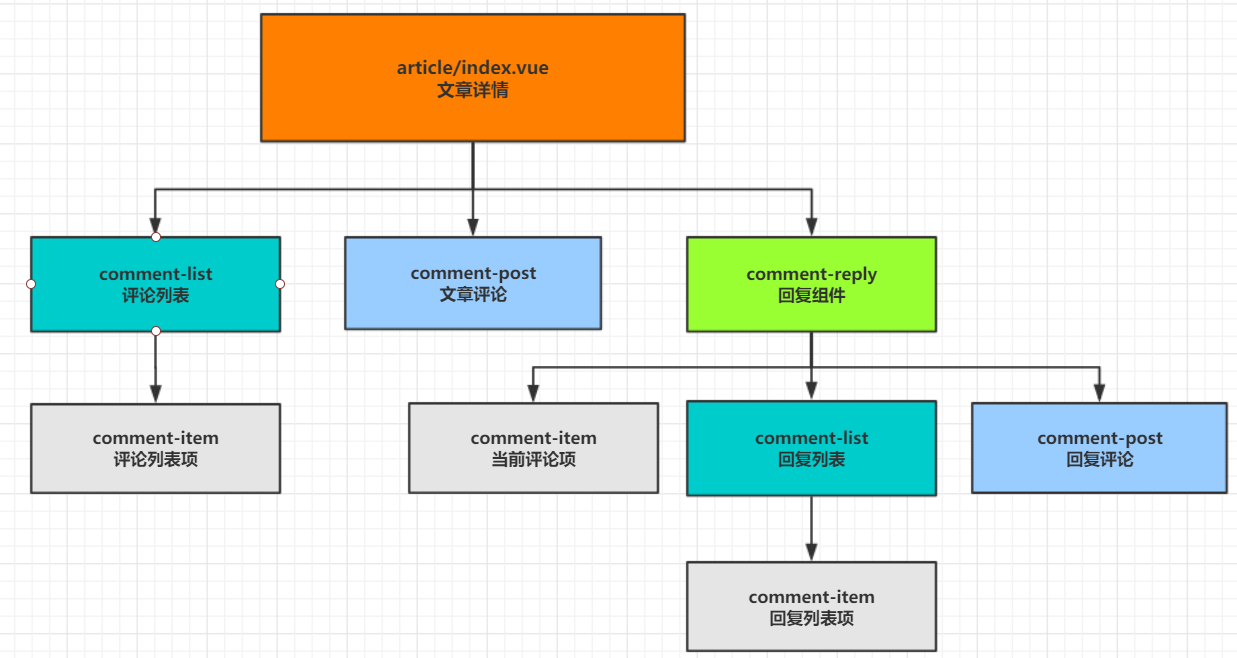 article/index.vue
文章详情
comment-list
评论列表
comment-post
文章评论
comment-reply
回复组件
comment-item
评论列表项
comment-item
当前评论项
comment-list
回复列表
comment-post
回复评论
comment-item
回复列表项